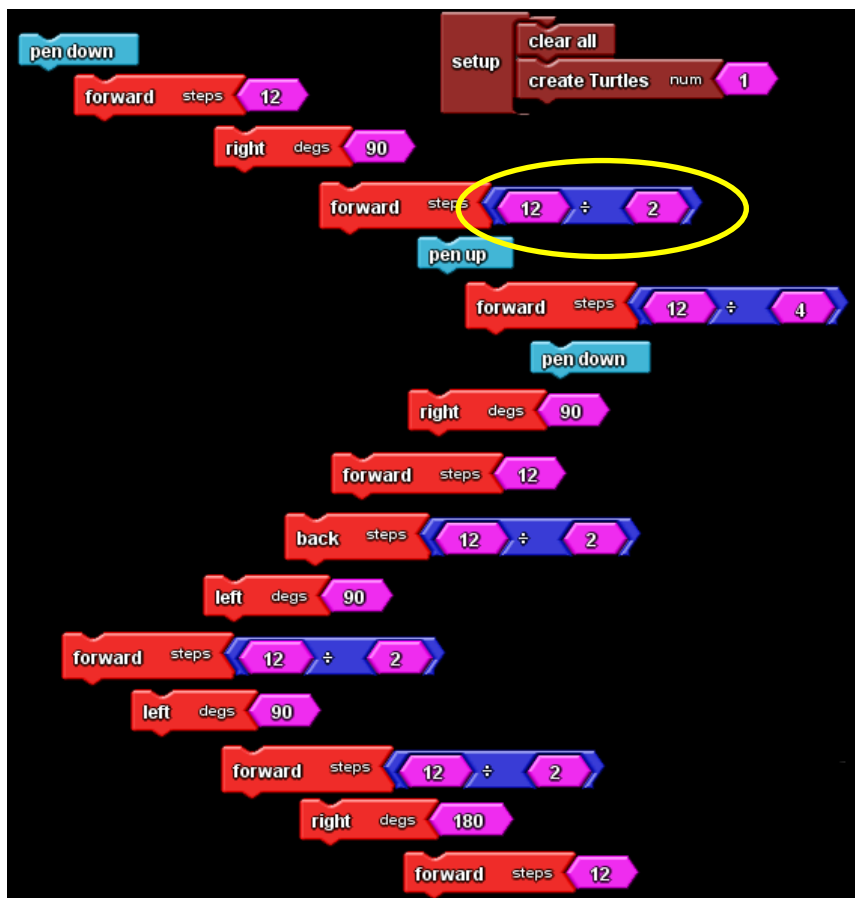 pen down
setup
clear all
create Turtles num 1
forward steps 12
right degs 90
forward steps 12 ÷ 2
pen up
forward steps 12 ÷ 4
pen down
right degs 90
forward steps 12
back steps 12 ÷ 2
left degs 90
forward steps 12 ÷ 2
left degs 90
forward steps 12 ÷ 2
right degs 180
forward steps 12